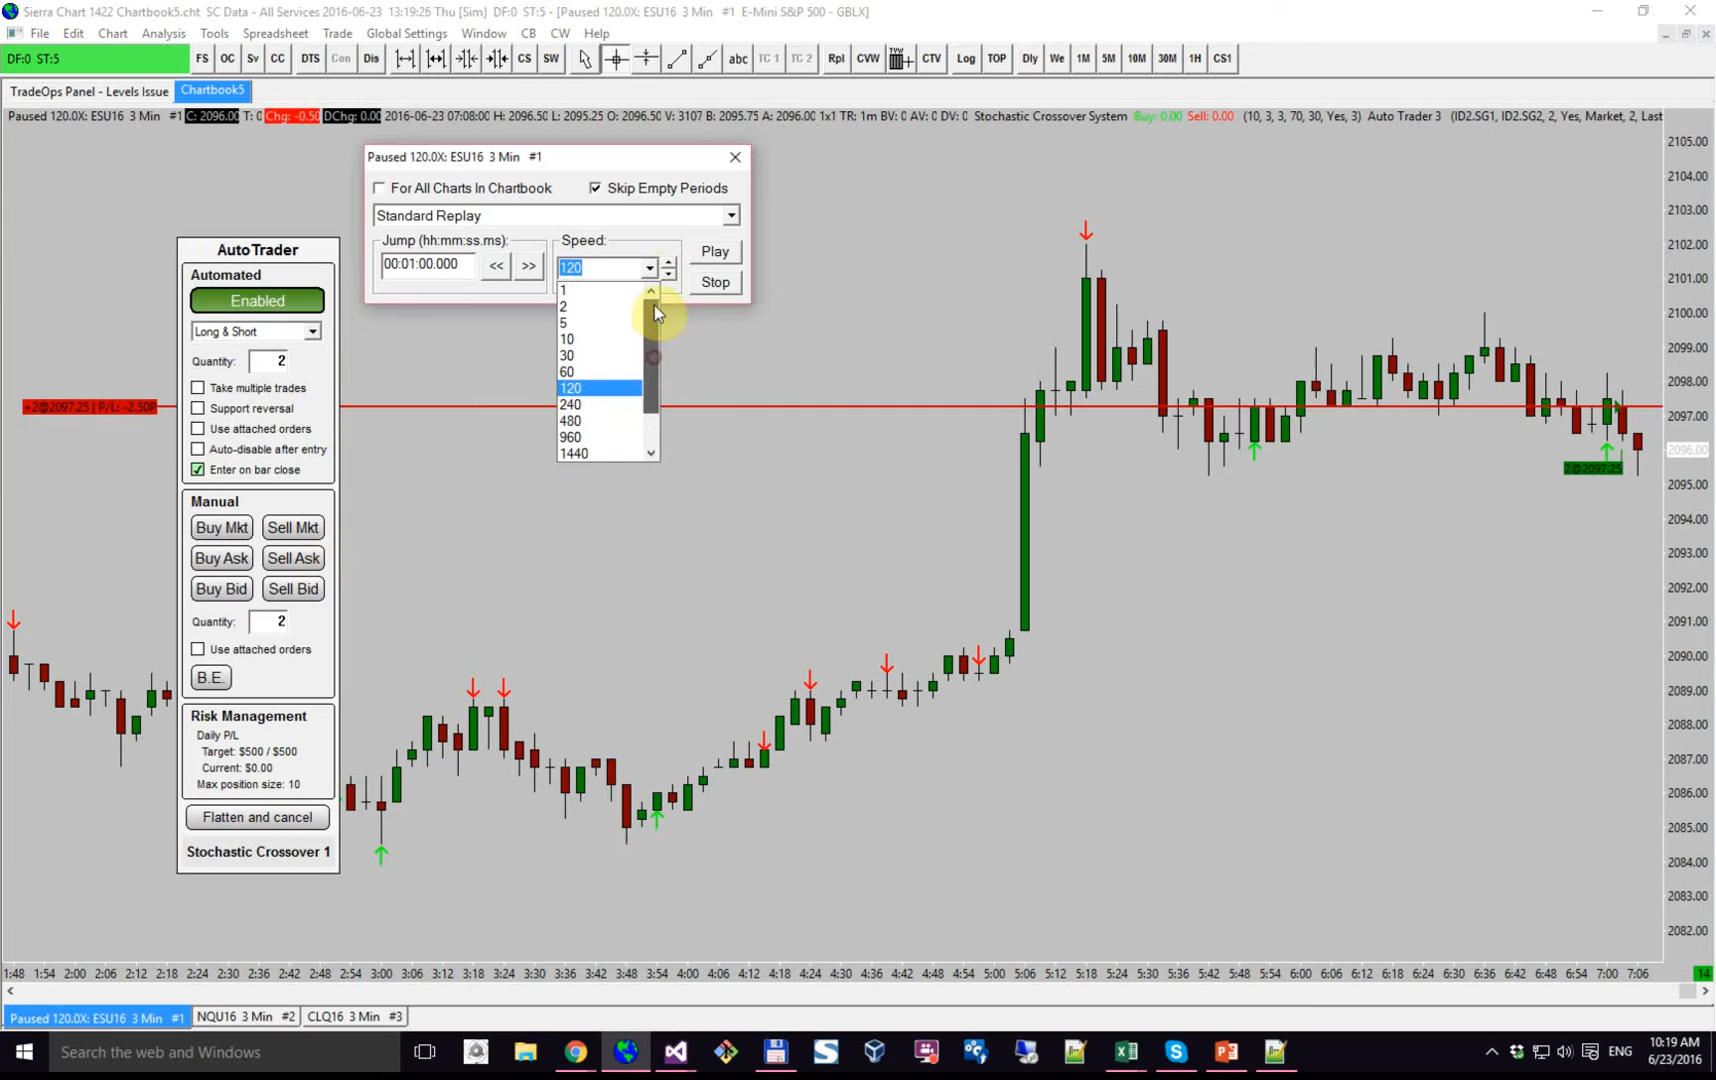 Sierra Chart 1422 Chartbook5.cht SC Data - All Services 2016-06-23 13:19:26 Thu [Sim] DF:0 ST:5 - [Paused 120.0X: ESU16 3 Min #1 E-Mini S&P 500 - GBLX]
File Edit Chart Analysis Tools Spreadsheet Trade Global Settings Window CB CW Help
DF:0 ST:5 FS OC Sv CC DTS Con Dis CS SW abc TC 1 TC 2 Rpl CVW TVW CTV Log TOP Dly We 1M 5M 10M 30M 1H CS1
TradeOps Panel - Levels Issue Chartbook5
Paused 120.0X: ESU16 3 Min #1 C: 2096.00 T: 0 Chg: -0.50 DChg: 0.00 2016-06-23 07:08:00 H: 2096.50 L: 2095.25 O: 2096.50 V: 3107 B: 2095.75 A: 2096.00 1x1 TR: 1m BV: 0 AV: 0 DV: 0 Stochastic Crossover System Buy: 0.00 Sell: 0.00 (10, 3, 3, 70, 30, Yes, 3) Auto Trader 3 (ID2.SG1, ID2.SG2, 2, Yes, Market, 2, Last
Paused 120.0X: ESU16 3 Min #1
For All Charts In Chartbook Skip Empty Periods
Standard Replay
Jump (hh:mm:ss.ms): Speed:
00:01:00.000 << >> 120 Play
Stop
1
2
5
10
30
60
120
240
480
960
1440
AutoTrader
Automated
Enabled
Long & Short
Quantity: 2
Take multiple trades
Support reversal
Use attached orders
Auto-disable after entry
Enter on bar close
Manual
Buy Mkt Sell Mkt
Buy Ask Sell Ask
Buy Bid Sell Bid
Quantity: 2
Use attached orders
B.E.
Risk Management
Daily P/L
Target: $500 / $500
Current: $0.00
Max position size: 10
Flatten and cancel
Stochastic Crossover 1
+2@2097.25 | P/L: -2.50P
2@2097.25
2105.00
2104.00
2103.00
2102.00
2101.00
2100.00
2099.00
2098.00
2097.00
2096.00
2095.00
2094.00
2093.00
2092.00
2091.00
2090.00
2089.00
2088.00
2087.00
2086.00
2085.00
2084.00
2083.00
2082.00
1:48 1:54 2:00 2:06 2:12 2:18 2:24 2:30 2:36 2:42 2:48 2:54 3:00 3:06 3:12 3:18 3:24 3:30 3:36 3:42 3:48 3:54 4:00 4:06 4:12 4:18 4:24 4:30 4:36 4:42 4:48 4:54 5:00 5:06 5:12 5:18 5:24 5:30 5:36 5:42 5:48 5:54 6:00 6:06 6:12 6:18 6:24 6:30 6:36 6:42 6:48 6:54 7:00 7:06 14
Paused 120.0X: ESU16 3 Min #1 NQU16 3 Min #2 CLQ16 3 Min #3
Search the web and Windows
ENG 10:19 AM
6/23/2016